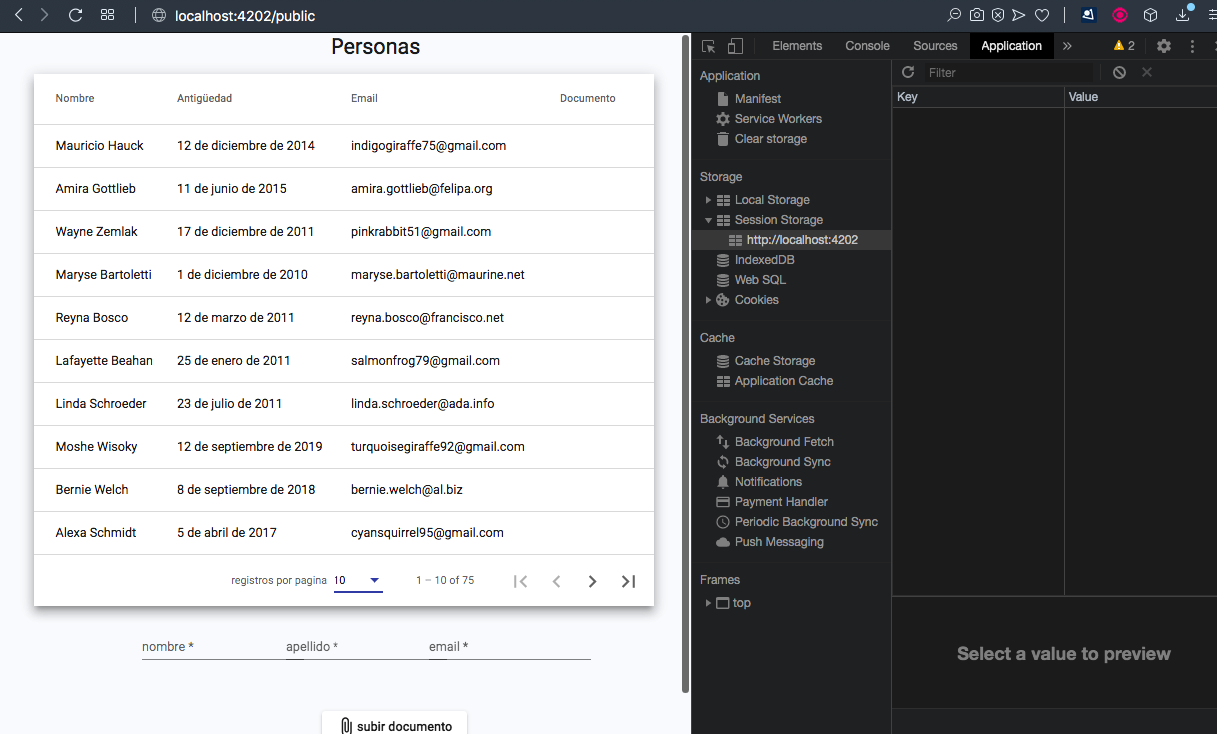 localhost:4202/public
Personas
Nombre Antigüedad Email Documento
Mauricio Hauck 12 de diciembre de 2014 indigogiraffe75@gmail.com
Amira Gottlieb 11 de junio de 2015 amira.gottlieb@felipa.org
Wayne Zemlak 17 de diciembre de 2011 pinkrabbit51@gmail.com
Maryse Bartoletti 1 de diciembre de 2010 maryse.bartoletti@maurine.net
Reyna Bosco 12 de marzo de 2011 reyna.bosco@francisco.net
Lafayette Beahan 25 de enero de 2011 salmonfrog79@gmail.com
Linda Schroeder 23 de julio de 2011 linda.schroeder@ada.info
Moshe Wisoky 12 de septiembre de 2019 turquoisegiraffe92@gmail.com
Bernie Welch 8 de septiembre de 2018 bernie.welch@al.biz
Alexa Schmidt 5 de abril de 2017 cyansquirrel95@gmail.com
registros por pagina 10 1 – 10 of 75
nombre * apellido * email *
subir documento
Elements Console Sources Application » 2
Application
Manifest
Service Workers
Clear storage
Storage
Local Storage
Session Storage
http://localhost:4202
IndexedDB
Web SQL
Cookies
Cache
Cache Storage
Application Cache
Background Services
Background Fetch
Background Sync
Notifications
Payment Handler
Periodic Background Sync
Push Messaging
Frames
top
Filter
Key Value
Select a value to preview